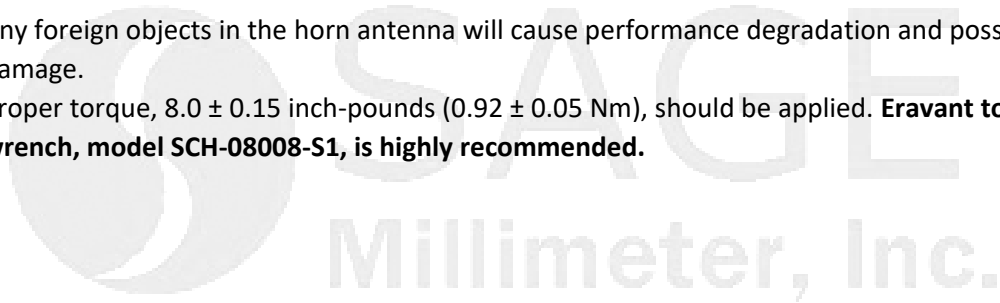 ny foreign objects in the horn antenna will cause performance degradation and poss
amage.
roper torque, 8.0 ± 0.15 inch-pounds (0.92 ± 0.05 Nm), should be applied. Eravant to
wrench, model SCH-08008-S1, is highly recommended.
SAGE
Millimeter, Inc.